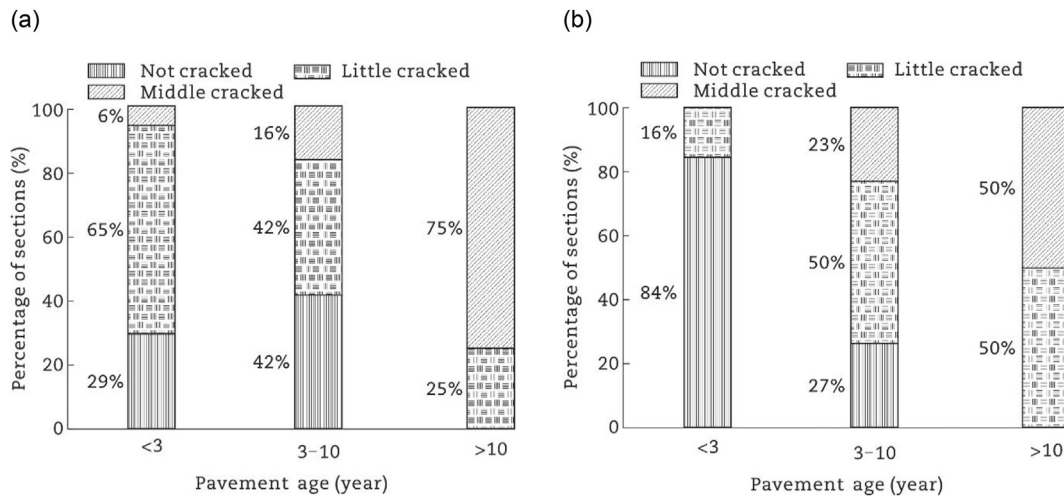 (a)
Not cracked Little cracked
Middle cracked
100
80
60
40
20
0
Percentage of sections (%)
6%
65%
29%
16%
42%
42%
75%
25%
<3 3–10 >10
Pavement age (year)
(b)
Not cracked Little cracked
Middle cracked
100
80
60
40
20
0
Percentage of sections (%)
16%
84%
23%
50%
27%
50%
50%
<3 3–10 >10
Pavement age (year)